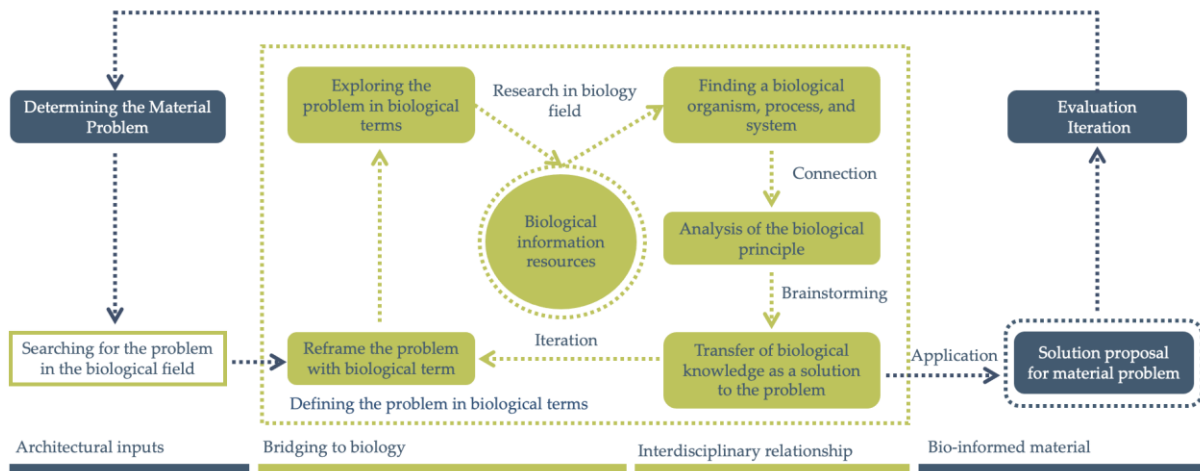 Determining the Material
Problem
Searching for the problem
in the biological field
Exploring the
problem in biological
terms
Research in biology
field
Finding a biological
organism, process, and
system
Connection
Biological
information
resources
Analysis of the biological
principle
Brainstorming
Reframe the problem
with biological term
Iteration
Transfer of biological
knowledge as a solution
to the problem
Defining the problem in biological terms
Application
Solution proposal
for material problem
Evaluation
Iteration
Architectural inputs
Bridging to biology
Interdisciplinary relationship
Bio-informed material